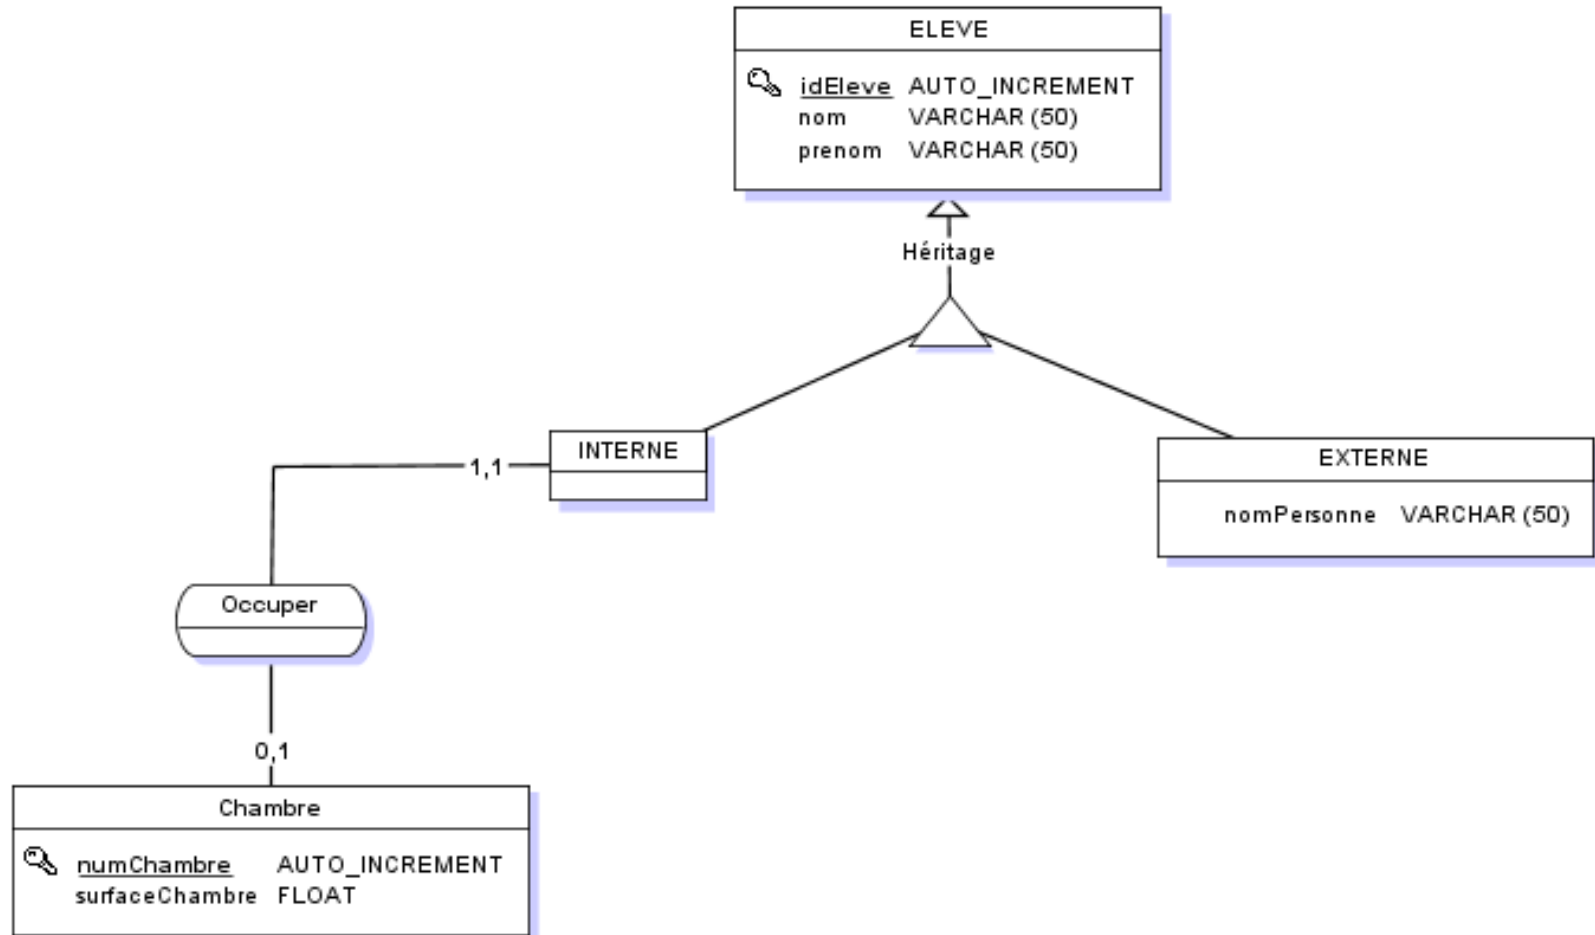 ELEVE
idEleve AUTO_INCREMENT
nom VARCHAR (50)
prenom VARCHAR (50)
Héritage
INTERNE
EXTERNE
nomPersonne VARCHAR (50)
1,1
Occuper
0,1
Chambre
numChambre AUTO_INCREMENT
surfaceChambre FLOAT